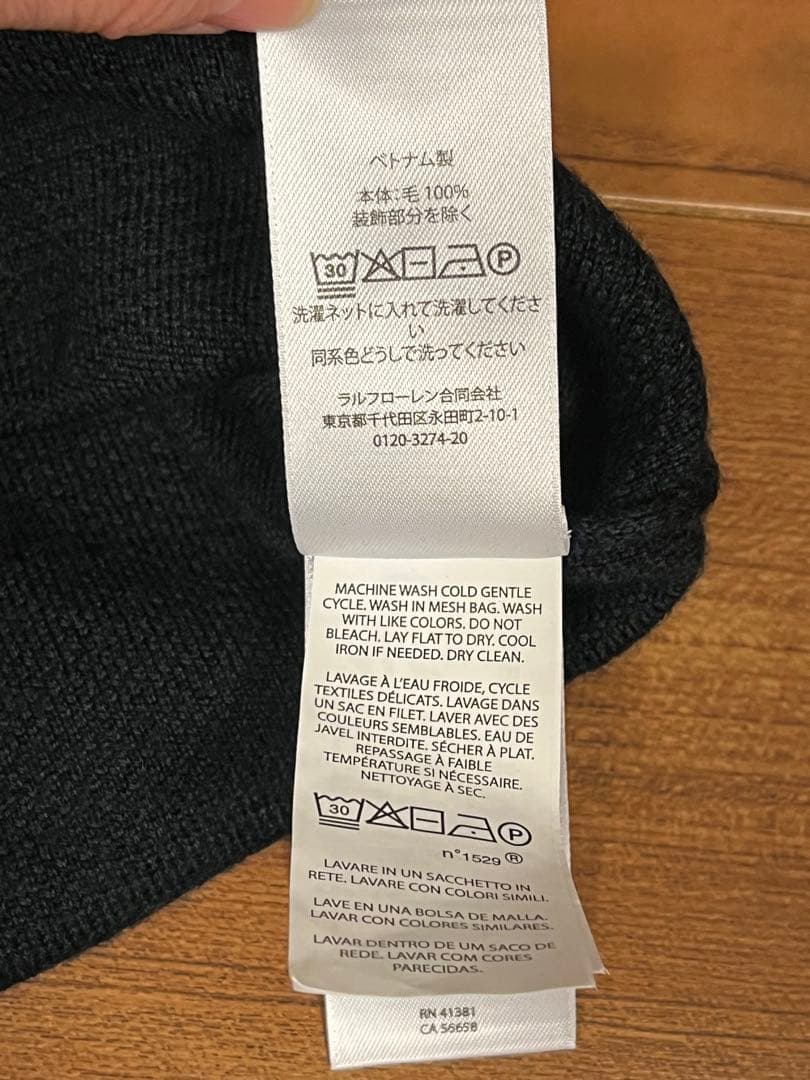 ベトナム製
本体:毛 100%
装飾部分を除く
30 P
洗濯ネットに入れて洗濯してくださ
い
同系色どうしで洗ってください
ラルフローレン合同会社
東京都千代田区永田町2-10-1
0120-3274-20
MACHINE WASH COLD GENTLE
CYCLE. WASH IN MESH BAG. WASH
WITH LIKE COLORS. DO NOT
BLEACH. LAY FLAT TO DRY. COOL
IRON IF NEEDED. DRY CLEAN.
LAVAGE À L'EAU FROIDE, CYCLE
TEXTILES DÉLICATS. LAVAGE DANS
UN SAC EN FILET. LAVER AVEC DES
COULEURS SEMBLABLES. EAU DE
JAVEL INTERDITE. SÉCHER À PLAT.
REPASSAGE À FAIBLE
TEMPÉRATURE SI NÉCESSAIRE.
NETTOYAGE À SEC.
30 P
n°1529 ®
LAVARE IN UN SACCHETTO IN
RETE. LAVARE CON COLORI SIMILI.
LAVE EN UNA BOLSA DE MALLA.
LAVAR CON COLORES SIMILARES.
LAVAR DENTRO DE UM SACO DE
REDE. LAVAR COM CORES
PARECIDAS.
RN 41381
CA 56658